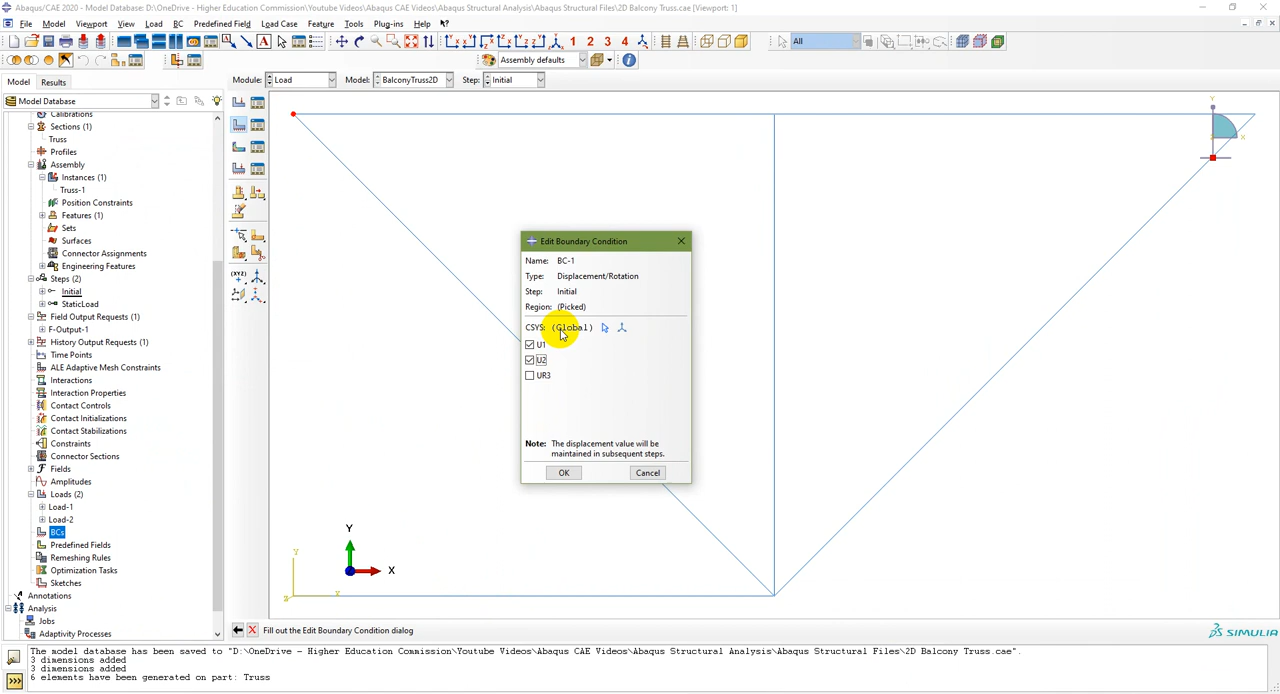 Abaqus/CAE 2020 - Model Database: D:\OneDrive - Higher Education Commission\Youtube Videos\Abaqus CAE Videos\Abaqus Structural Analysis\Abaqus Structural Files\2D Balcony Truss.cae [Viewport: 1]
File Model Viewport View Load BC Predefined Field Load Case Feature Tools Plug-ins Help
A 1 2 3 4 All
Assembly defaults
Model Results Module: Load Model: BalconyTruss2D Step: Initial
Model Database
Calibrations
Sections (1)
Truss
Profiles
Assembly
Instances (1)
Truss-1
Position Constraints
Features (1)
Sets
Surfaces
Connector Assignments
Engineering Features
Steps (2)
Initial
StaticLoad
Field Output Requests (1)
F-Output-1
History Output Requests (1)
Time Points
ALE Adaptive Mesh Constraints
Interactions
Interaction Properties
Contact Controls
Contact Initializations
Contact Stabilizations
Constraints
Connector Sections
Fields
Amplitudes
Loads (2)
Load-1
Load-2
BCs
Predefined Fields
Remeshing Rules
Optimization Tasks
Sketches
Annotations
Analysis
Jobs
Adaptivity Processes
Edit Boundary Condition
Name: BC-1
Type: Displacement/Rotation
Step: Initial
Region: (Picked)
CSYS: (Global)
U1
U2
UR3
Note: The displacement value will be
maintained in subsequent steps.
OK Cancel
Y
X
Y
X
Y
X
Z
Fill out the Edit Boundary Condition dialog
SIMULIA
The model database has been saved to "D:\OneDrive - Higher Education Commission\Youtube Videos\Abaqus CAE Videos\Abaqus Structural Analysis\Abaqus Structural Files\2D Balcony Truss.cae".
3 dimensions added
3 dimensions added
6 elements have been generated on part: Truss